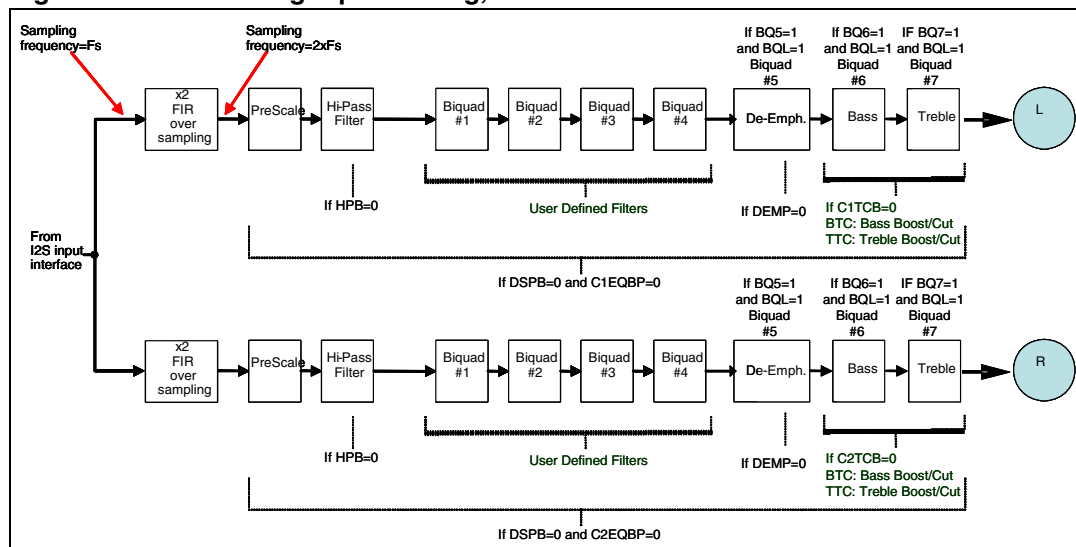 Sampling
frequency=Fs
Sampling
frequency=2xFs
If BQ5=1
and BQL=1
Biquad
#5
If BQ6=1
and BQL=1
Biquad
#6
IF BQ7=1
and BQL=1
Biquad
#7
x2
FIR
over
sampling
PreScale
Hi-Pass
Filter
Biquad
#1
Biquad
#2
Biquad
#3
Biquad
#4
De-Emph.
Bass
Treble
L
If HPB=0
User Defined Filters
If DEMP=0
If C1TCB=0
BTC: Bass Boost/Cut
TTC: Treble Boost/Cut
If DSPB=0 and C1EQBP=0
From
I2S input
interface
If BQ5=1
and BQL=1
Biquad
#5
If BQ6=1
and BQL=1
Biquad
#6
IF BQ7=1
and BQL=1
Biquad
#7
x2
FIR
over
sampling
PreScale
Hi-Pass
Filter
Biquad
#1
Biquad
#2
Biquad
#3
Biquad
#4
De-Emph.
Bass
Treble
R
If HPB=0
User Defined Filters
If DEMP=0
If C2TCB=0
BTC: Bass Boost/Cut
TTC: Treble Boost/Cut
If DSPB=0 and C2EQBP=0